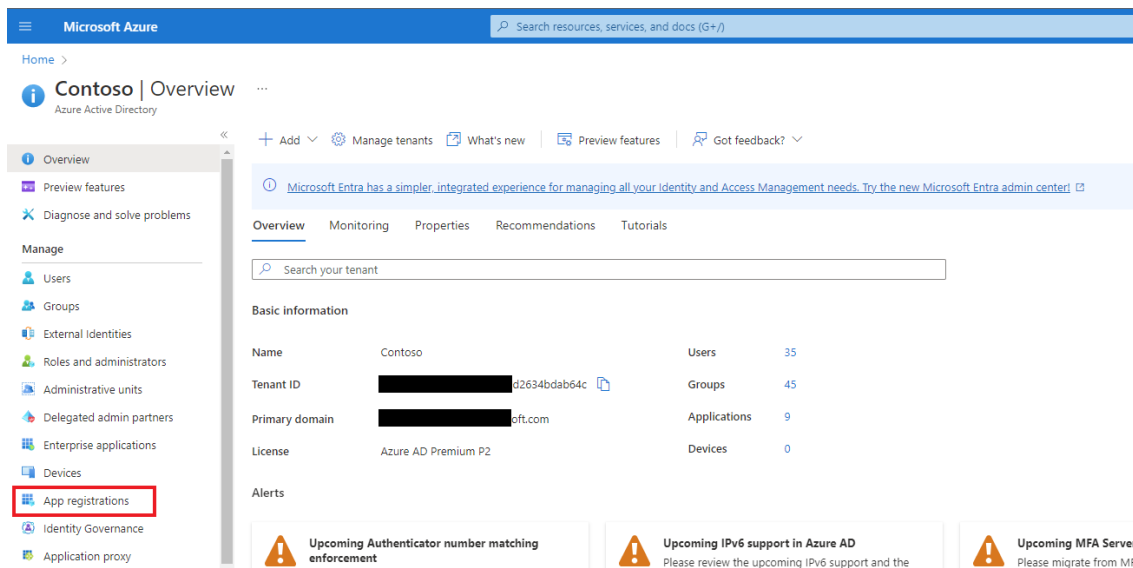 Microsoft Azure
Search resources, services, and docs (G+/)
Home >
Contoso | Overview ...
Azure Active Directory
«
Add
Manage tenants
What's new
Preview features
Got feedback?
Overview
Preview features
Diagnose and solve problems
Manage
Users
Groups
External Identities
Roles and administrators
Administrative units
Delegated admin partners
Enterprise applications
Devices
App registrations
Identity Governance
Application proxy
Microsoft Entra has a simpler, integrated experience for managing all your Identity and Access Management needs. Try the new Microsoft Entra admin center!
Overview Monitoring Properties Recommendations Tutorials
Search your tenant
Basic information
Name Contoso
Tenant ID d2634bdab64c
Primary domain oft.com
License Azure AD Premium P2
Users 35
Groups 45
Applications 9
Devices 0
Alerts
Upcoming Authenticator number matching
enforcement
Upcoming IPv6 support in Azure AD
Please review the upcoming IPv6 support and the
Upcoming MFA Serve
Please migrate from MF